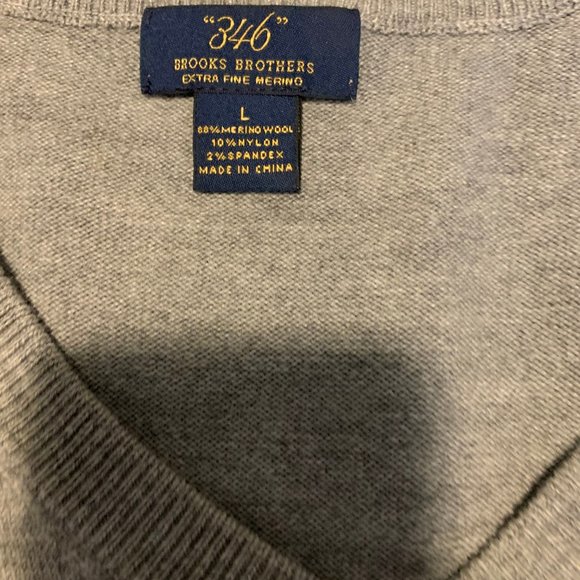 "346"
BROOKS BROTHERS
EXTRA FINE MERINO
L
88% MERINO WOOL
10% NYLON
2% SPANDEX
MADE IN CHINA